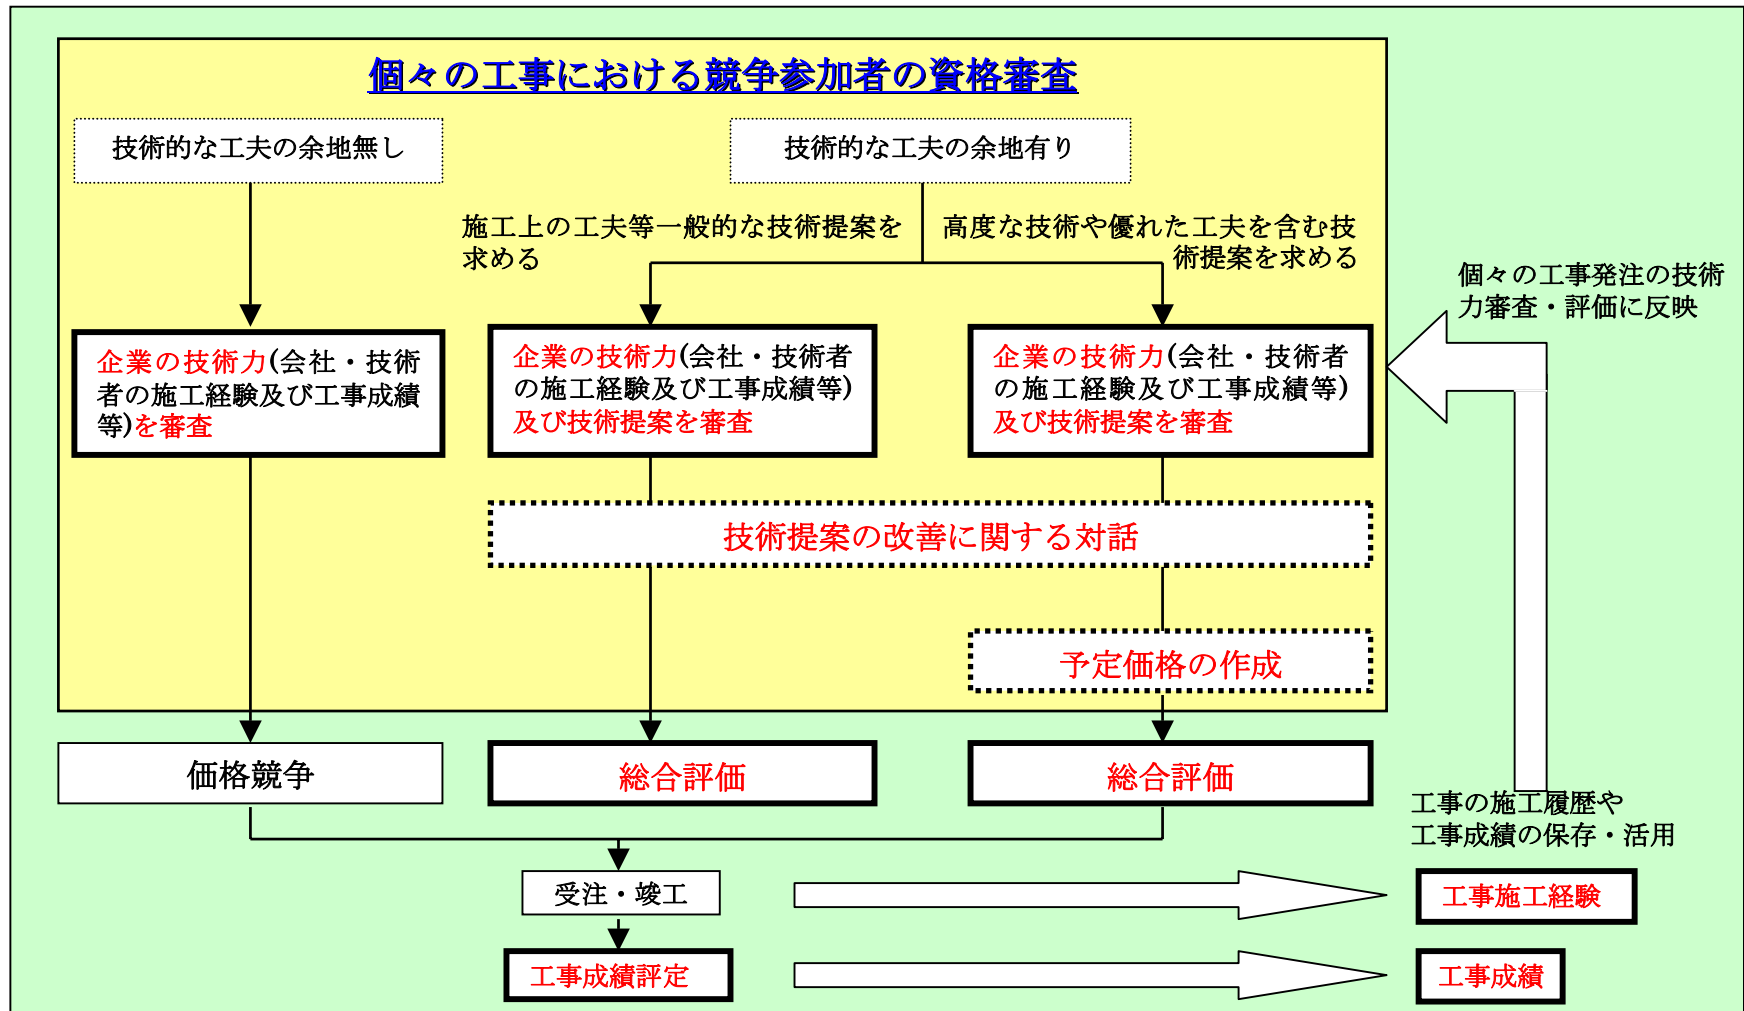 個々の工事における競争参加者の資格審査
技術的な工夫の余地無し
技術的な工夫の余地有り
施工上の工夫等一般的な技術提案を
求める
高度な技術や優れた工夫を含む技
術提案を求める
個々の工事発注の技術
力審査・評価に反映
企業の技術力(会社・技術
者の施工経験及び工事成績
等)を審査
企業の技術力(会社・技術者
の施工経験及び工事成績等)
及び技術提案を審査
企業の技術力(会社・技術者
の施工経験及び工事成績等)
及び技術提案を審査
技術提案の改善に関する対話
予定価格の作成
価格競争
総合評価
総合評価
工事の施工履歴や
工事成績の保存・活用
受注・竣工
工事施工経験
工事成績評定
工事成績